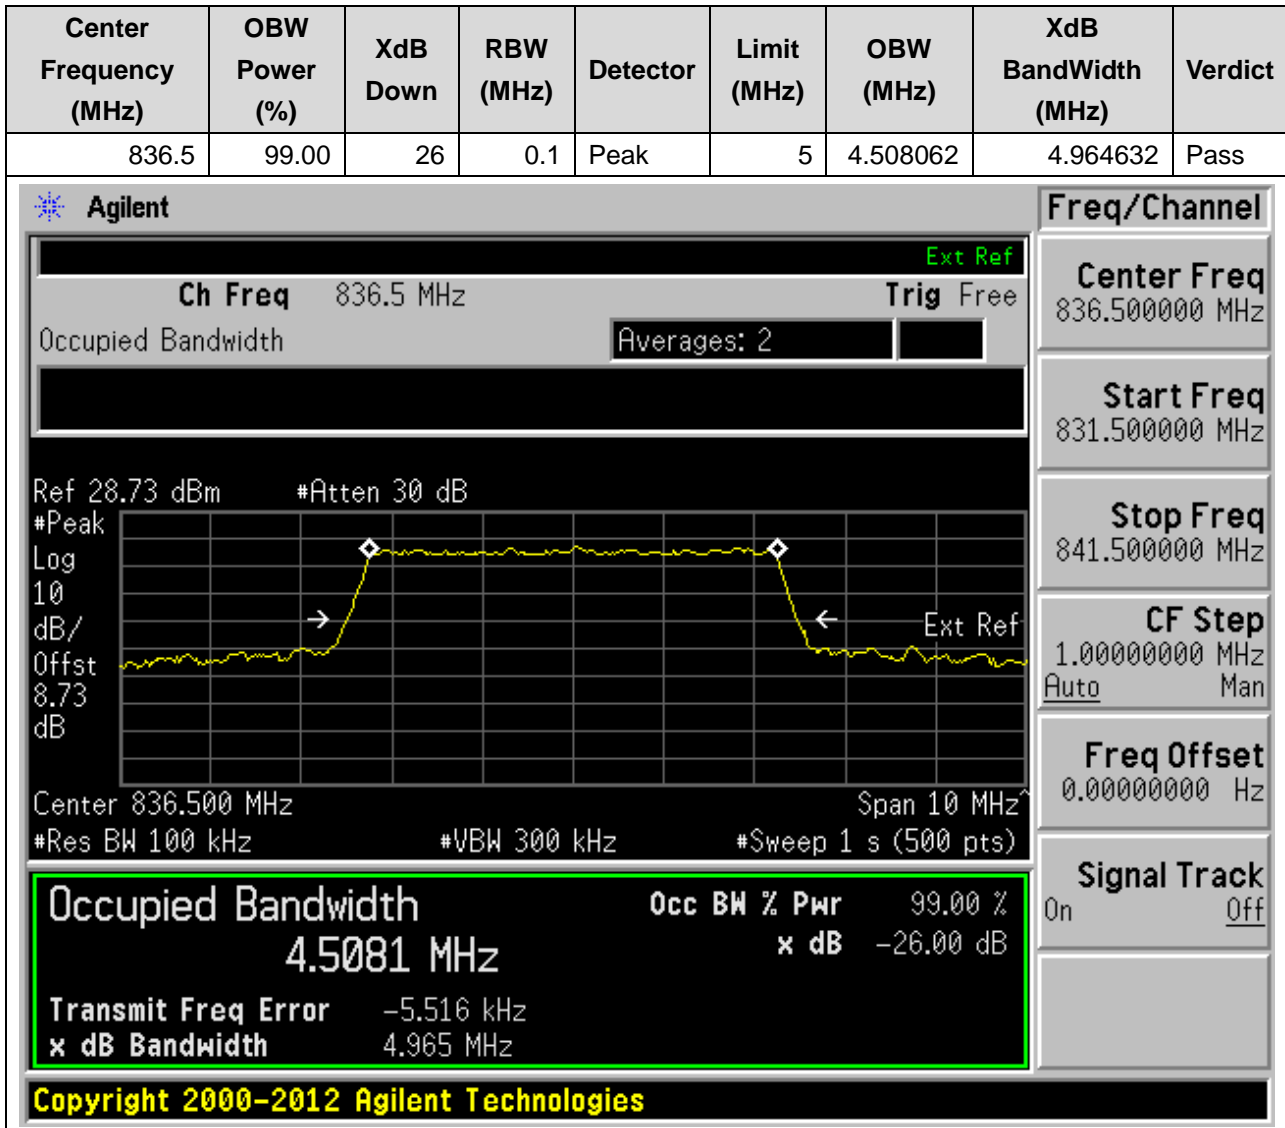 Center Frequency (MHz) OBW Power (%) XdB Down RBW (MHz) Detector Limit (MHz) OBW (MHz) XdB BandWidth (MHz) Verdict
836.5 99.00 26 0.1 Peak 5 4.508062 4.964632 Pass
Agilent
Freq/Channel
Ext Ref
Ch Freq 836.5 MHz Trig Free
Occupied Bandwidth Averages: 2
Center Freq
836.500000 MHz
Start Freq
831.500000 MHz
Stop Freq
841.500000 MHz
CF Step
1.00000000 MHz
Auto Man
Freq Offset
0.00000000 Hz
Signal Track
On Off
Ref 28.73 dBm #Atten 30 dB
#Peak
Log
10
dB/
Offst
8.73
dB
Ext Ref
Center 836.500 MHz Span 10 MHz^
#Res BW 100 kHz #VBW 300 kHz #Sweep 1 s (500 pts)
Occupied Bandwidth
4.5081 MHz
Occ BW % Pwr 99.00 %
x dB -26.00 dB
Transmit Freq Error -5.516 kHz
x dB Bandwidth 4.965 MHz
Copyright 2000-2012 Agilent Technologies